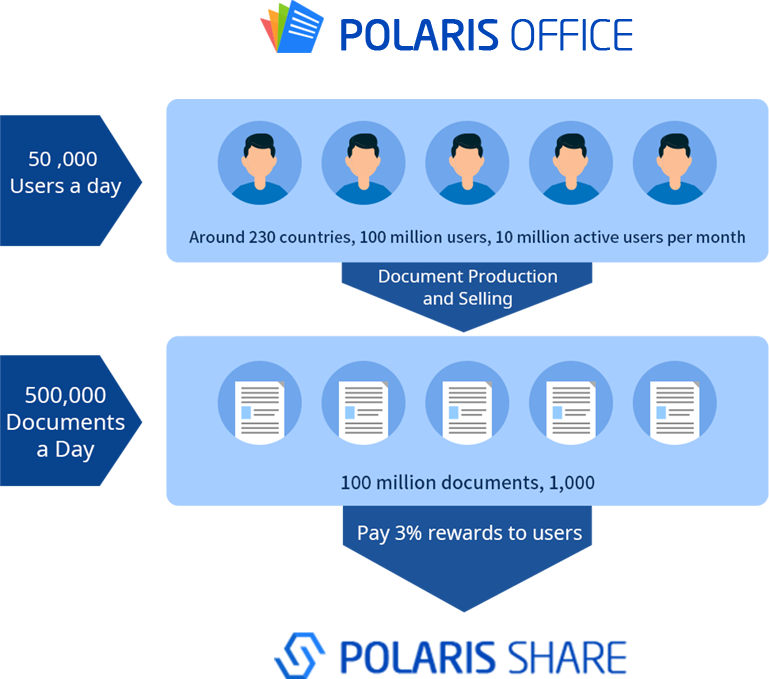 POLARIS OFFICE
50 ,000
Users a day
Around 230 countries, 100 million users, 10 million active users per month
Document Production
and Selling
500,000
Documents
a Day
100 million documents, 1,000
Pay 3% rewards to users
POLARIS SHARE